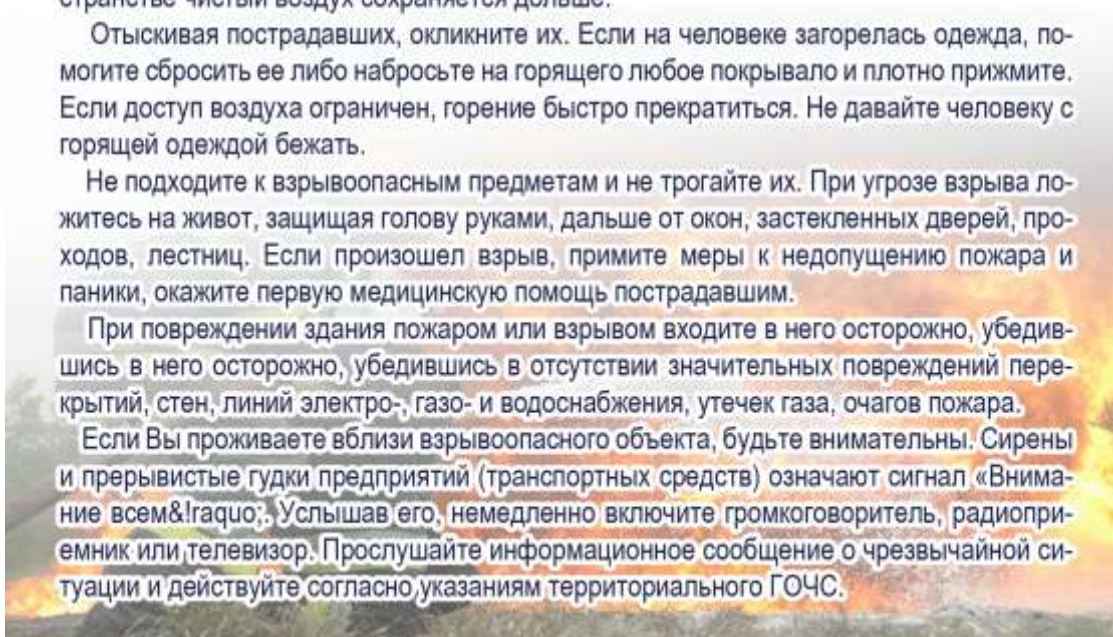 странстве чистый воздух сохраняется дольше.
Отыскивая пострадавших, окликните их. Если на человеке загорелась одежда, по-
могите сбросить ее либо набросьте на горящего любое покрывало и плотно прижмите.
Если доступ воздуха ограничен, горение быстро прекратиться. Не давайте человеку с
горящей одеждой бежать.
Не подходите к взрывоопасным предметам и не трогайте их. При угрозе взрыва ло-
житесь на живот, защищая голову руками, дальше от окон, застекленных дверей, про-
ходов, лестниц. Если произошел взрыв, примите меры к недопущению пожара и
паники, окажите первую медицинскую помощь пострадавшим.
При повреждении здания пожаром или взрывом входите в него осторожно, убедив-
шись в него осторожно, убедившись в отсутствии значительных повреждений пере-
крытий, стен, линий электро-, газо- и водоснабжения, утечек газа, очагов пожара.
Если Вы проживаете вблизи взрывоопасного объекта, будьте внимательны. Сирены
и прерывистые гудки предприятий (транспортных средств) означают сигнал «Внима-
ние всем&!raquo;. Услышав его, немедленно включите громкоговоритель, радиопри-
емник или телевизор. Прослушайте информационное сообщение о чрезвычайной си-
туации и действуйте согласно указаниям территориального ГОЧС.